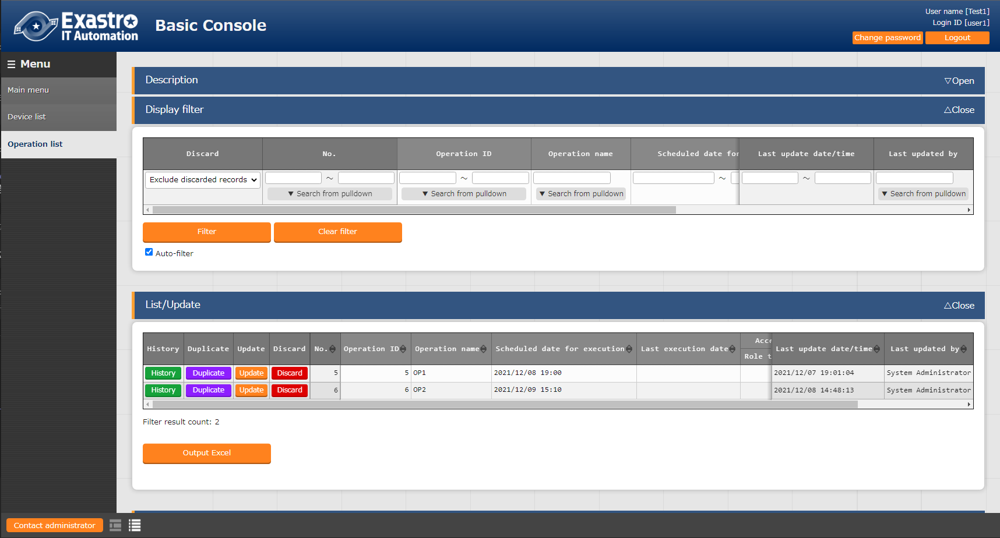 Exastro
IT Automation
Basic Console
User name [Test1]
Login ID [user1]
Change password
Logout
Menu
Main menu
Device list
Operation list
Description
▽Open
Display filter
△Close
Discard No. Operation ID Operation name Scheduled date for Last update date/time Last updated by
Exclude discarded records ~ ~ ~ ~
▼ Search from pulldown ▼ Search from pulldown ▼ Search from pulldown ▼ Search from pulldown
Filter Clear filter
Auto-filter
List/Update
△Close
History Duplicate Update Discard No. Operation ID Operation name Scheduled date for execution Last execution date Acce Role t Last update date/time Last updated by
History Duplicate Update Discard 5 5 OP1 2021/12/08 19:00 2021/12/07 19:01:04 System Administrator
History Duplicate Update Discard 6 6 OP2 2021/12/09 15:10 2021/12/08 14:48:13 System Administrator
Filter result count: 2
Output Excel
Contact administrator